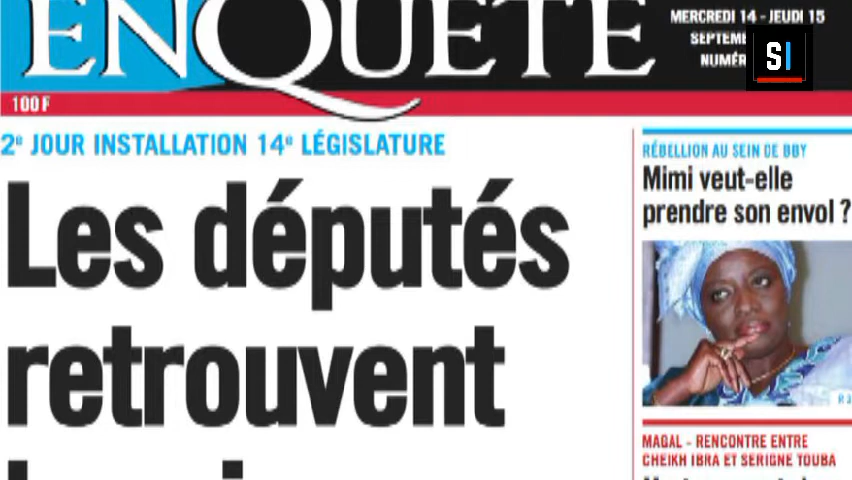 ENQUÊTE
MERCREDI 14 - JEUDI 15
SI
100 F
2e JOUR INSTALLATION 14e LÉGISLATURE
Les députés
retrouvent
RÉBELLION AU SEIN DE BBY
Mimi veut-elle
prendre son envol ?
MAGAL - RENCONTRE ENTRE
CHEIKH IBRA ET SERIGNE TOUBA